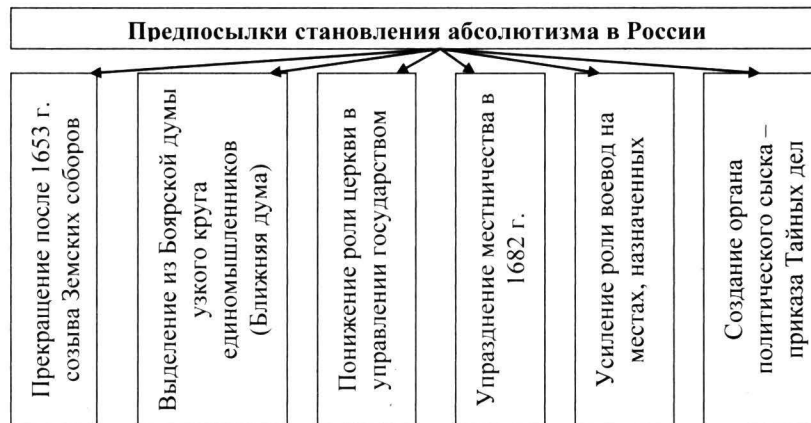 Предпосылки становления абсолютизма в России
Прекращение после 1653 г.
созыва Земских соборов
Выделение из Боярской думы
узкого круга
единомышленников
(Ближняя дума)
Понижение роли церкви в
управлении государством
Упразднение местничества в
1682 г.
Усиление роли воевод на
местах, назначенных
Создание органа
политического сыска –
приказа Тайных дел